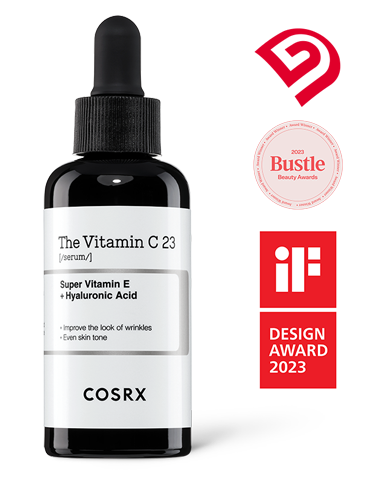 The Vitamin C 23
[/serum/]
Super Vitamin E
+ Hyaluronic Acid
• Improve the look of wrinkles
• Even skin tone
COSRX
2023
Bustle
Beauty Awards
iF
DESIGN
AWARD
2023